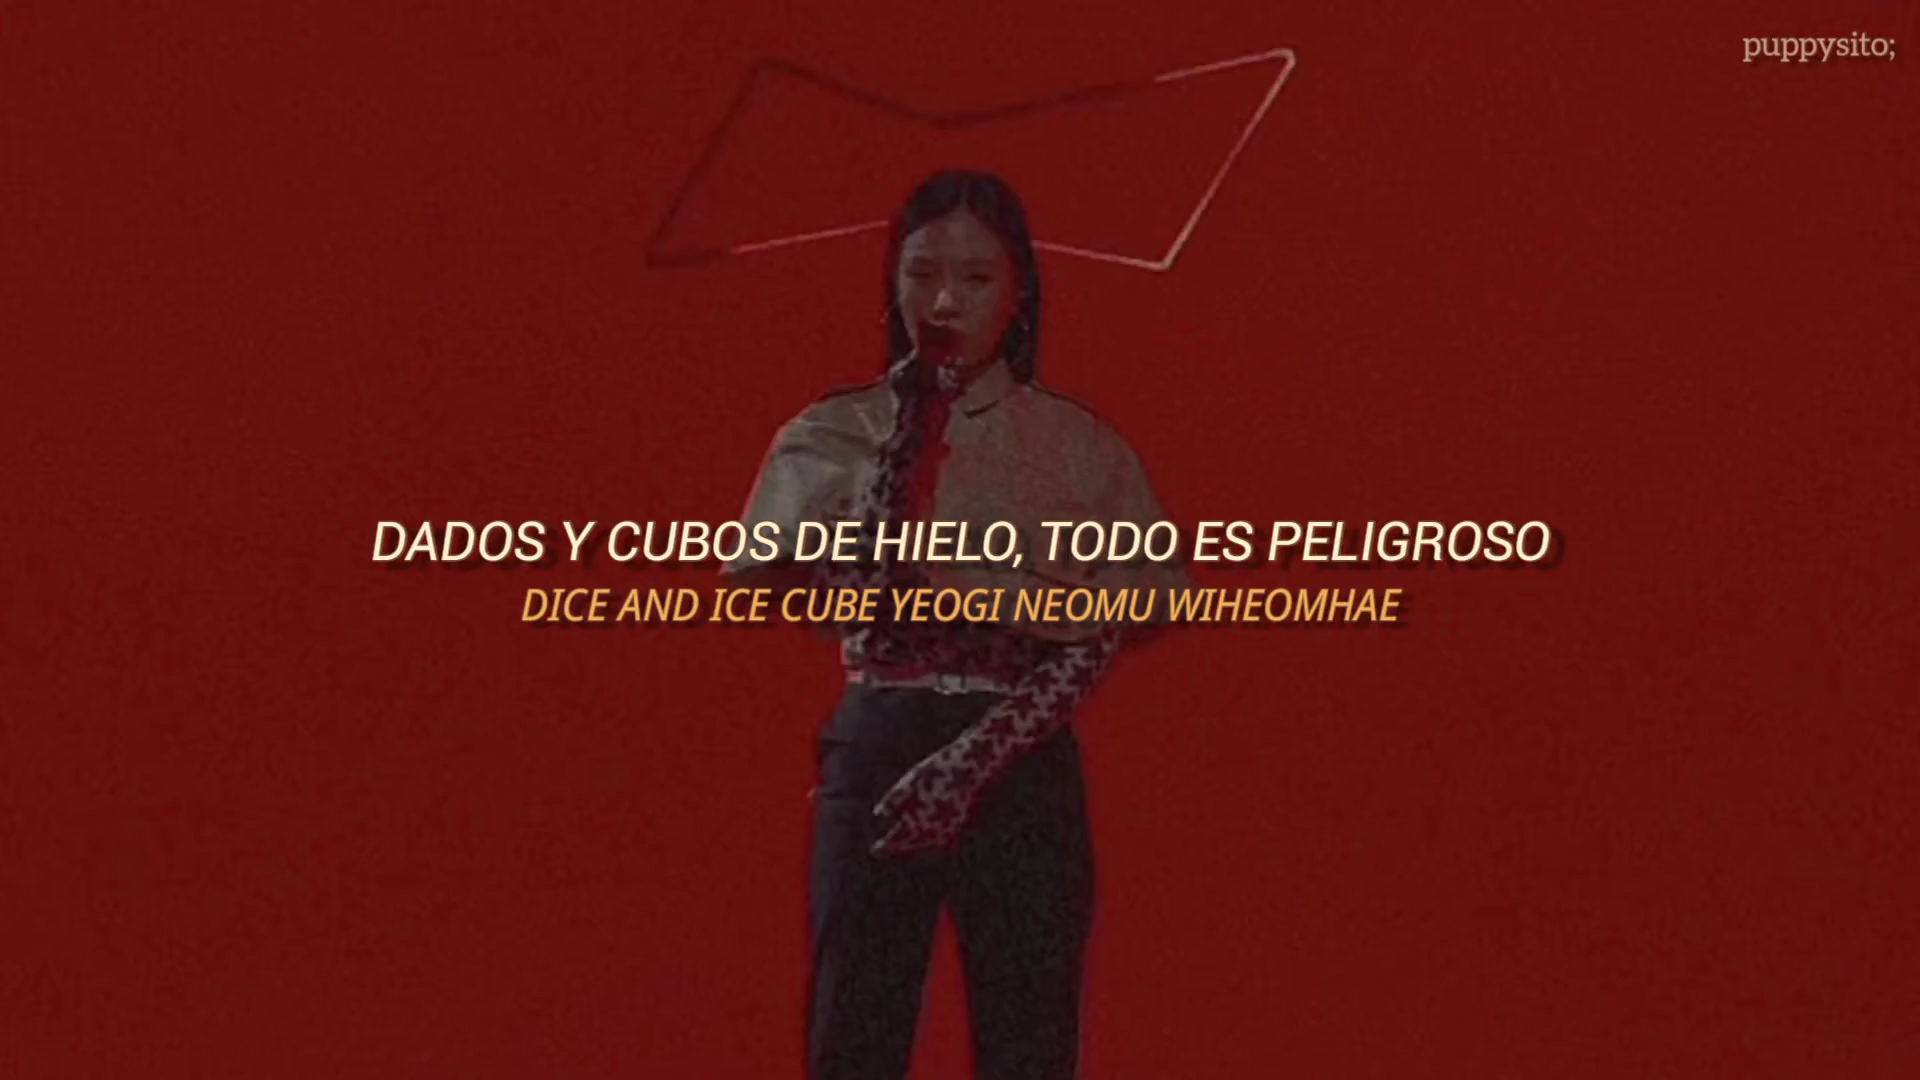 puppysito;
DADOS Y CUBOS DE HIELO, TODO ES PELIGROSO
DICE AND ICE CUBE YEOGI NEOMU WIHEOMHAE